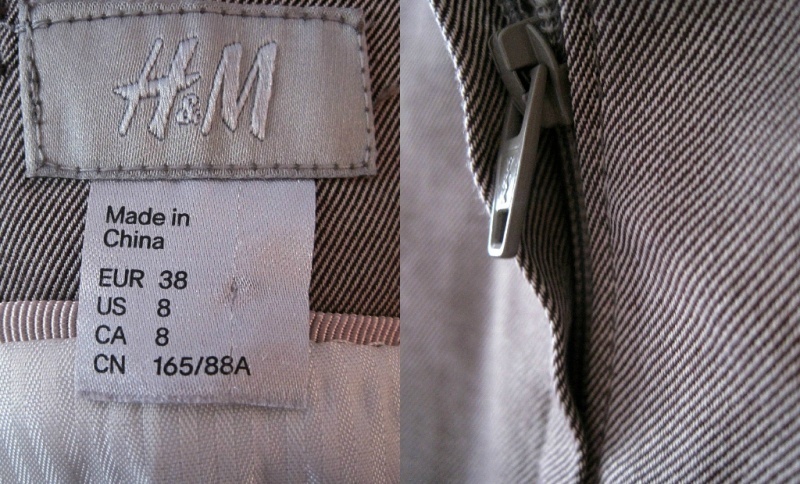 H&M
Made in
China
EUR 38
US 8
CA 8
CN 165/88A